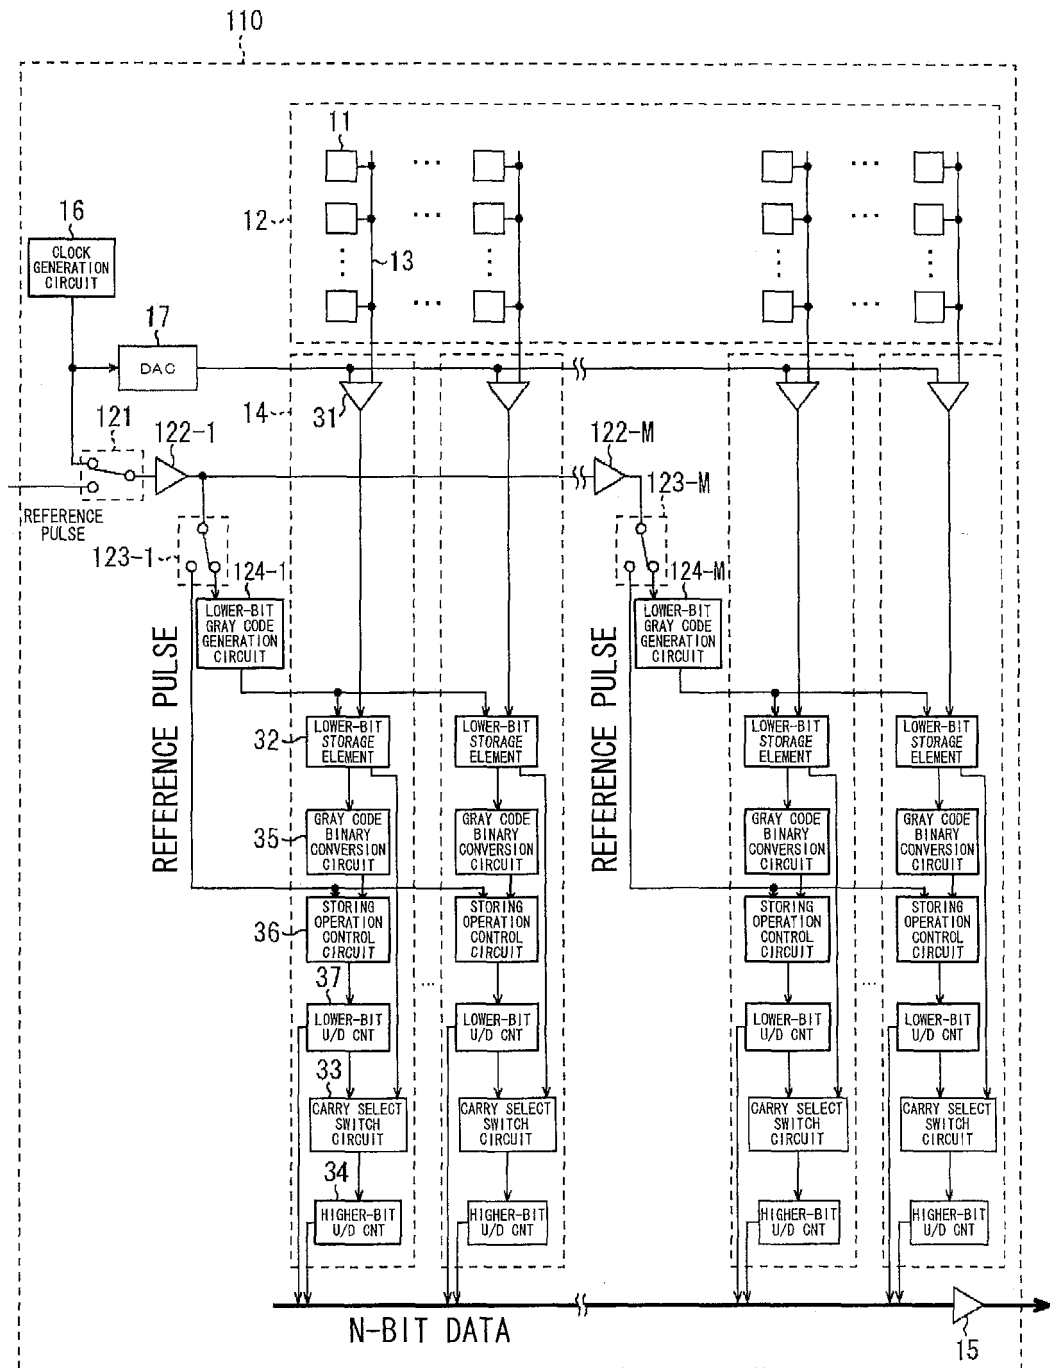 110
11
12
13
16
CLOCK
GENERATION
CIRCUIT
17
DAC
14
31
121
122-1
122-M
REFERENCE
PULSE
123-1
123-M
124-1
124-M
LOWER-BIT
GRAY CODE
GENERATION
CIRCUIT
LOWER-BIT
GRAY CODE
GENERATION
CIRCUIT
REFERENCE PULSE
REFERENCE PULSE
32
LOWER-BIT
STORAGE
ELEMENT
LOWER-BIT
STORAGE
ELEMENT
LOWER-BIT
STORAGE
ELEMENT
LOWER-BIT
STORAGE
ELEMENT
35
GRAY CODE
BINARY
CONVERSION
CIRCUIT
GRAY CODE
BINARY
CONVERSION
CIRCUIT
GRAY CODE
BINARY
CONVERSION
CIRCUIT
GRAY CODE
BINARY
CONVERSION
CIRCUIT
36
STORING
OPERATION
CONTROL
CIRCUIT
STORING
OPERATION
CONTROL
CIRCUIT
STORING
OPERATION
CONTROL
CIRCUIT
STORING
OPERATION
CONTROL
CIRCUIT
37
LOWER-BIT
U/D CNT
LOWER-BIT
U/D CNT
LOWER-BIT
U/D CNT
LOWER-BIT
U/D CNT
33
CARRY SELECT
SWITCH
CIRCUIT
CARRY SELECT
SWITCH
CIRCUIT
CARRY SELECT
SWITCH
CIRCUIT
CARRY SELECT
SWITCH
CIRCUIT
34
HIGHER-BIT
U/D CNT
HIGHER-BIT
U/D CNT
HIGHER-BIT
U/D CNT
HIGHER-BIT
U/D CNT
N-BIT DATA
15